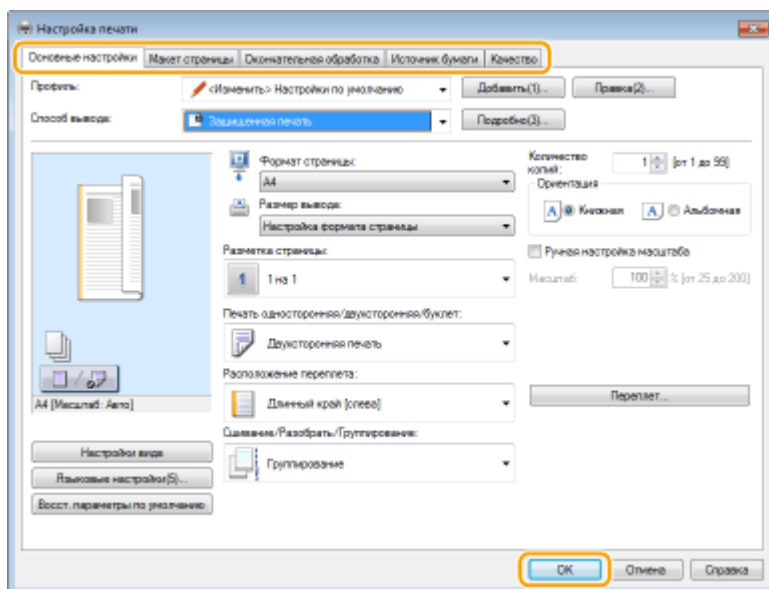 Настройка печати
Основные настройки Макет страницы Окончательная обработка Источник бумаги Качество
Профиль: <Изменить> Настройки по умолчанию Добавить(1)... Правка(2)...
Способ вывода: Защищенная печать Подробно(3)...
Формат страницы:
A4
Размер вывода:
Настройка формата страницы
Разметка страницы:
1
1 на 1
Печать односторонняя/двухсторонняя/буклет:
Двухсторонняя печать
Расположение переплета:
Длинный край [слева]
Сшивание/Разобрать/Группирование:
Группирование
Количество копий: 1 [от 1 до 99]
Ориентация
A Книжная A Альбомная
Ручная настройка масштаба
Масштаб: 100 % [от 25 до 200]
Переплет...
A4 [Масштаб: Авто]
Настройки вида
Языковые настройки(5)...
Восст. параметры по умолчанию
OK Отмена Справка